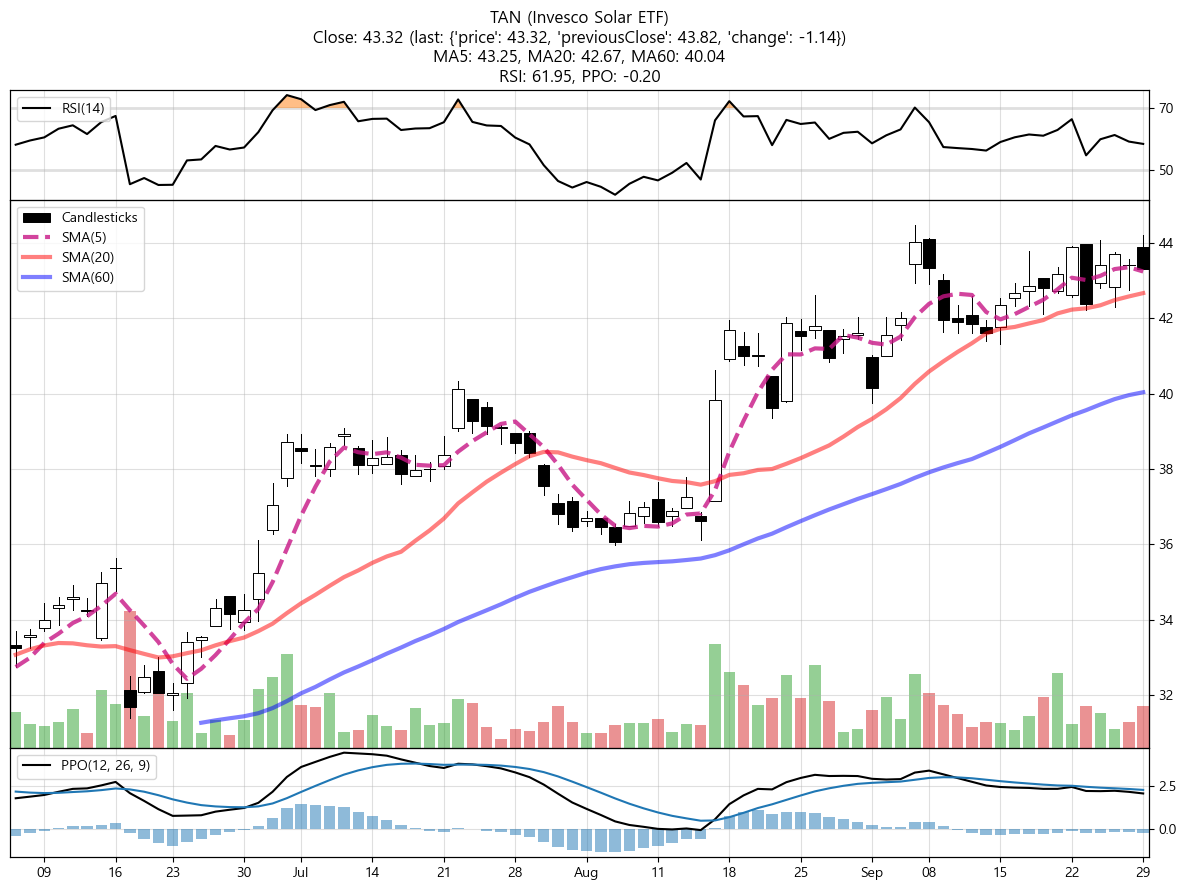 TAN (Invesco Solar ETF)
Close: 43.32 (last: {'price': 43.32, 'previousClose': 43.82, 'change': -1.14})
MA5: 43.25, MA20: 42.67, MA60: 40.04
RSI: 61.95, PPO: -0.20
RSI(14)
70
50
Candlesticks
SMA(5)
SMA(20)
SMA(60)
44
42
40
38
36
34
32
PPO(12, 26, 9)
2.5
0.0
09 16 23 30 Jul 14 21 28 Aug 11 18 25 Sep 08 15 22 29